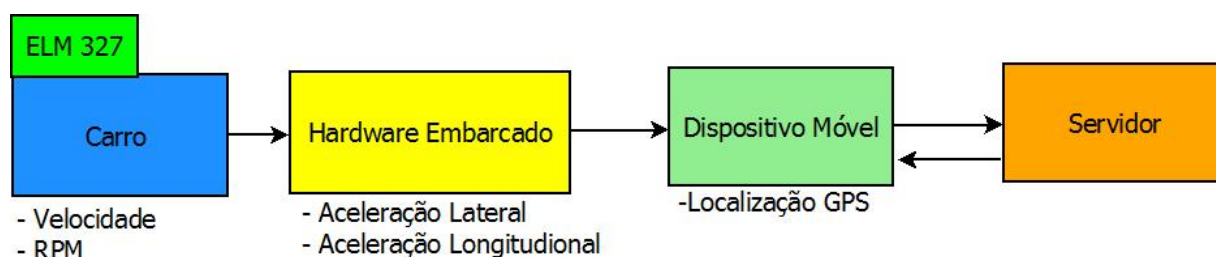 ELM 327
Carro
Hardware Embarcado
Dispositivo Móvel
Servidor
- Velocidade
- RPM
- Aceleração Lateral
- Aceleração Longitudional
-Localização GPS